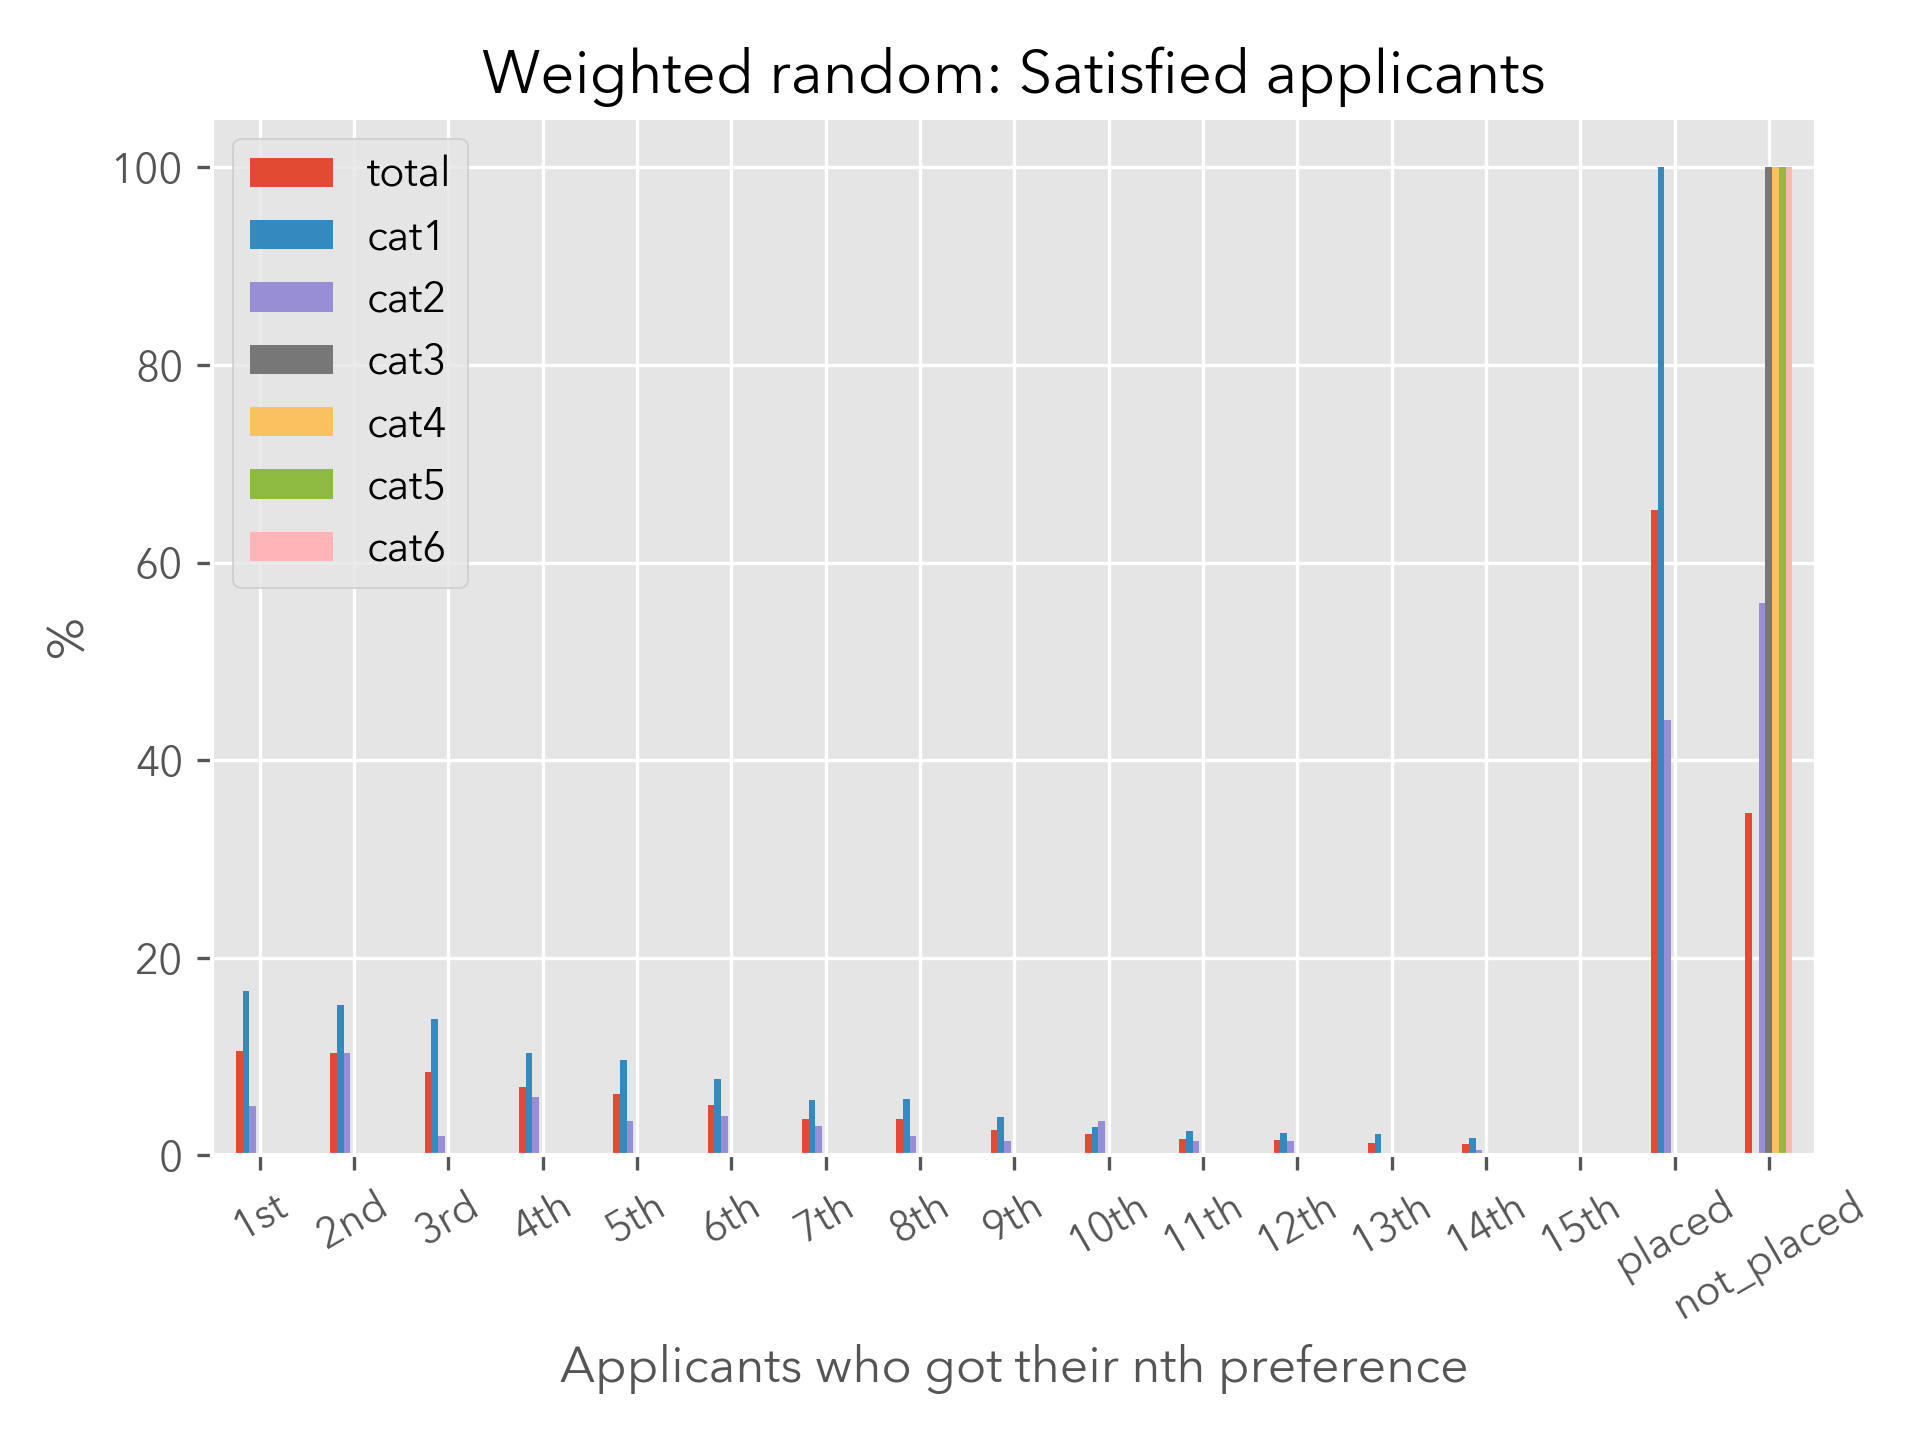 Weighted random: Satisfied applicants
100
80
60
40
20
0
%
total
cat1
cat2
cat3
cat4
cat5
cat6
1st 2nd 3rd 4th 5th 6th 7th 8th 9th 10th 11th 12th 13th 14th 15th placed not_placed
Applicants who got their nth preference